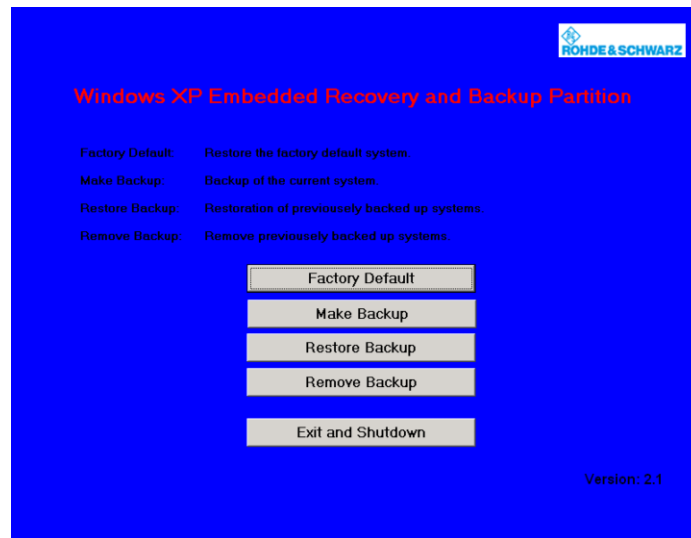 ROHDE & SCHWARZ
Windows XP Embedded Recovery and Backup Partition
Factory Default: Restore the factory default system.
Make Backup: Backup of the current system.
Restore Backup: Restoration of previousely backed up systems.
Remove Backup: Remove previousely backed up systems.
Factory Default
Make Backup
Restore Backup
Remove Backup
Exit and Shutdown
Version: 2.1